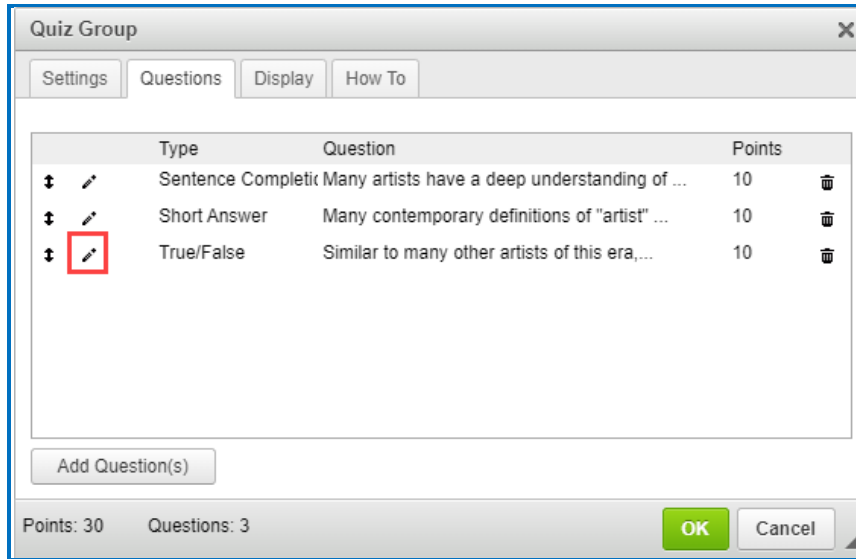 Quiz Group
Settings Questions Display How To
Type Question Points
Sentence Completic Many artists have a deep understanding of ... 10
Short Answer Many contemporary definitions of "artist" ... 10
True/False Similar to many other artists of this era,... 10
Add Question(s)
Points: 30 Questions: 3 OK Cancel